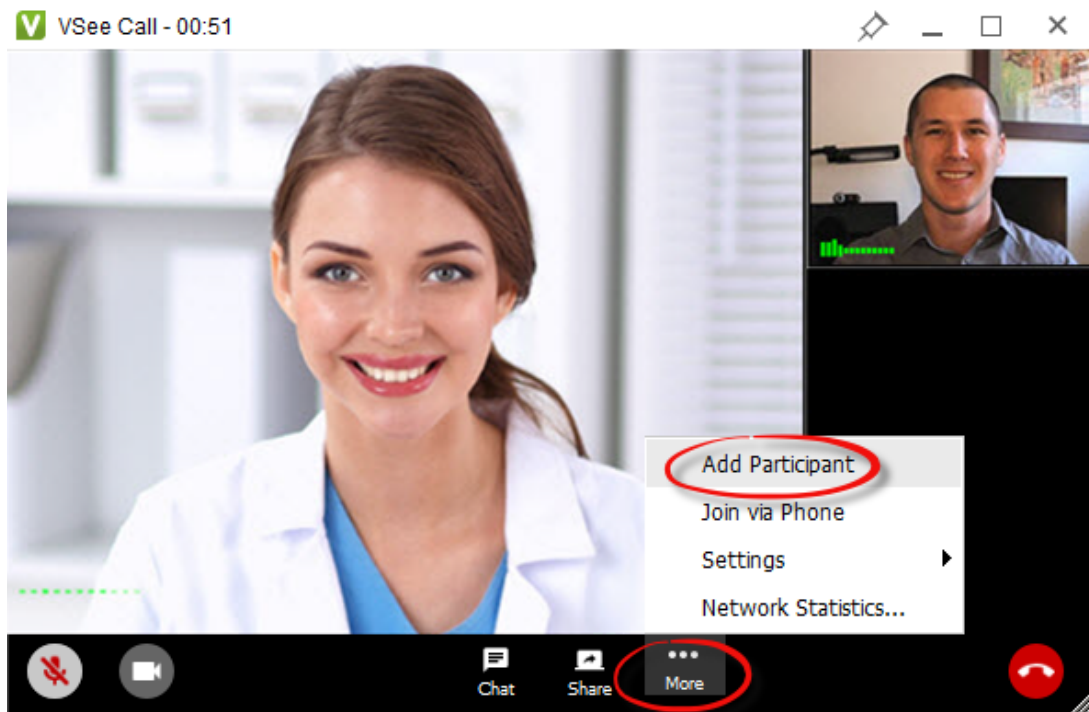 V VSee Call - 00:51
Add Participant
Join via Phone
Settings
Network Statistics...
Chat
Share
More